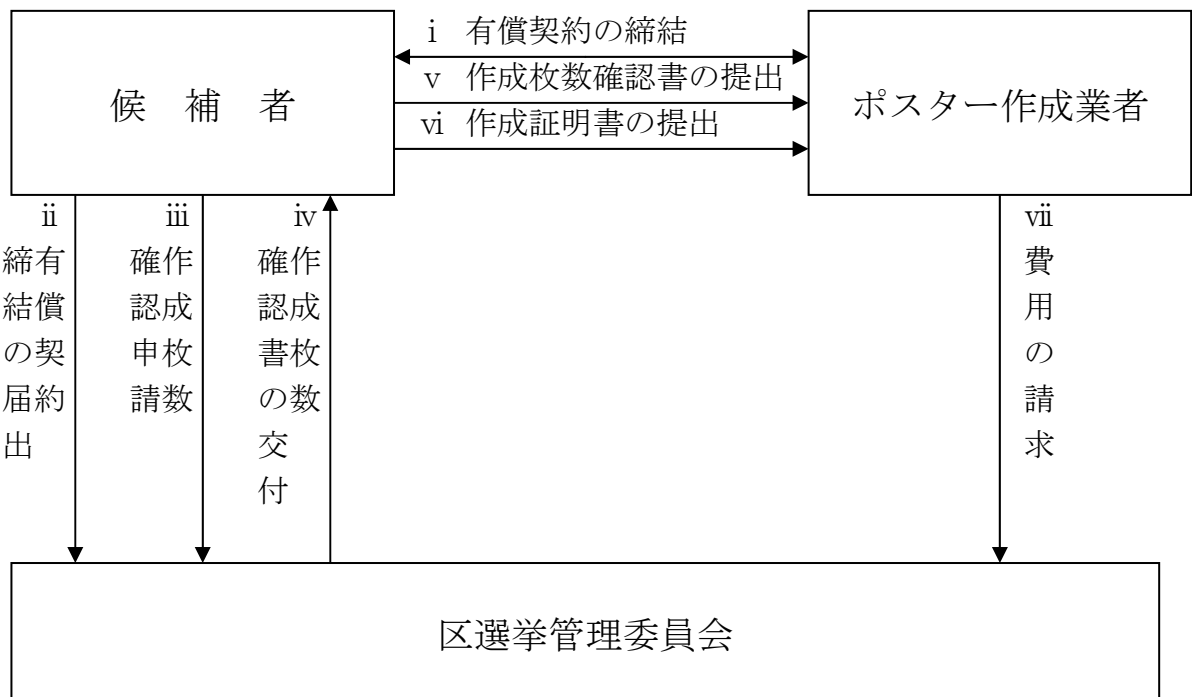 候　補　者
ⅰ 有償契約の締結
ⅴ 作成枚数確認書の提出
ⅵ 作成証明書の提出
ポスター作成業者
ⅱ
有償契約
締結の届出
ⅲ
作成枚数
確認申請
ⅳ
作成枚数
確認書の交付
ⅶ
費用の請求
区選挙管理委員会